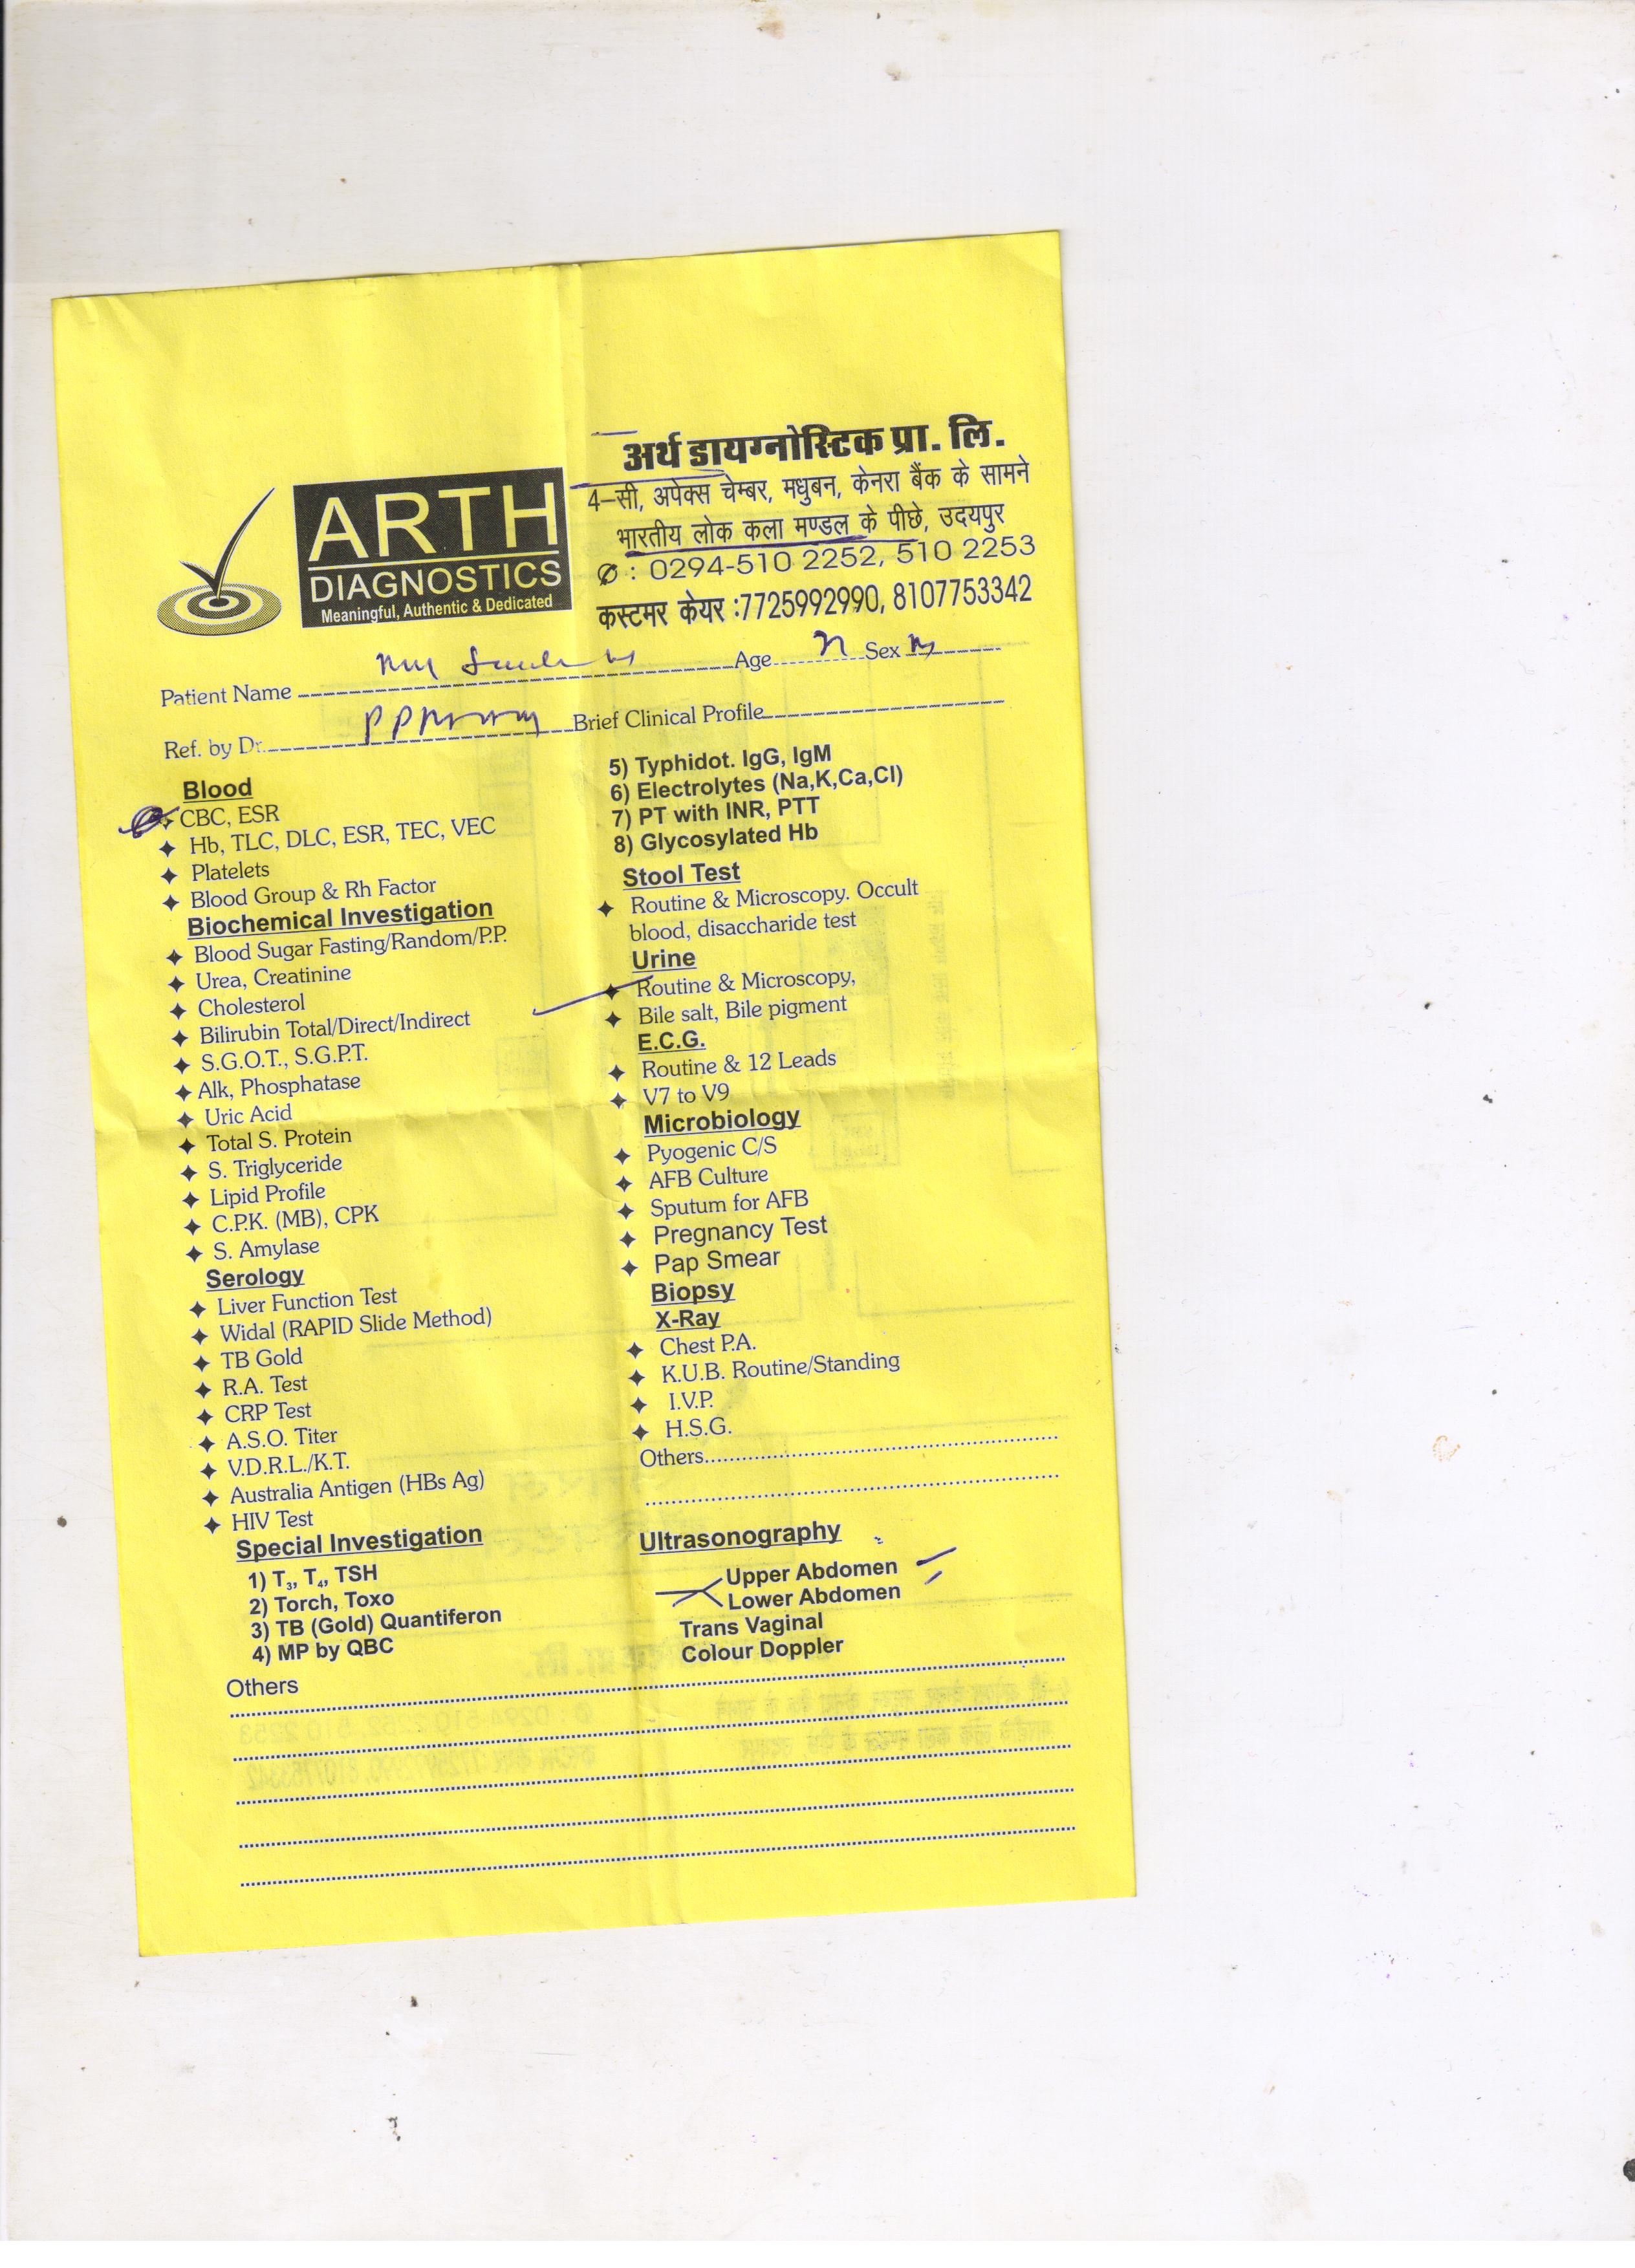 अर्थ डायग्नोस्टिक प्रा. लि.
4-सी, अपेक्स चेम्बर, मधुबन, केनरा बैंक के सामने
भारतीय लोक कला मण्डल के पीछे, उदयपुर
: 0294-510 2252, 510 2253
कस्टमर केयर :7725992990, 8107753342
ARTH
DIAGNOSTICS
Meaningful, Authentic & Dedicated
Patient Name Age Sex
Ref. by Dr. Brief Clinical Profile
Blood
CBC, ESR
Hb, TLC, DLC, ESR, TEC, VEC
Platelets
Blood Group & Rh Factor
Biochemical Investigation
Blood Sugar Fasting/Random/P.P.
Urea, Creatinine
Cholesterol
Bilirubin Total/Direct/Indirect
S.G.O.T., S.G.P.T.
Alk, Phosphatase
Uric Acid
Total S. Protein
S. Triglyceride
Lipid Profile
C.P.K. (MB), CPK
S. Amylase
Serology
Liver Function Test
Widal (RAPID Slide Method)
TB Gold
R.A. Test
CRP Test
A.S.O. Titer
V.D.R.L./K.T.
Australia Antigen (HBs Ag)
HIV Test
Special Investigation
1) T₃, T₄, TSH
2) Torch, Toxo
3) TB (Gold) Quantiferon
4) MP by QBC
5) Typhidot. IgG, IgM
6) Electrolytes (Na,K,Ca,Cl)
7) PT with INR, PTT
8) Glycosylated Hb
Stool Test
Routine & Microscopy. Occult
blood, disaccharide test
Urine
Routine & Microscopy,
Bile salt, Bile pigment
E.C.G.
Routine & 12 Leads
V7 to V9
Microbiology
Pyogenic C/S
AFB Culture
Sputum for AFB
Pregnancy Test
Pap Smear
Biopsy
X-Ray
Chest P.A.
K.U.B. Routine/Standing
I.V.P.
H.S.G.
Others
Ultrasonography
Upper Abdomen
Lower Abdomen
Trans Vaginal
Colour Doppler
Others